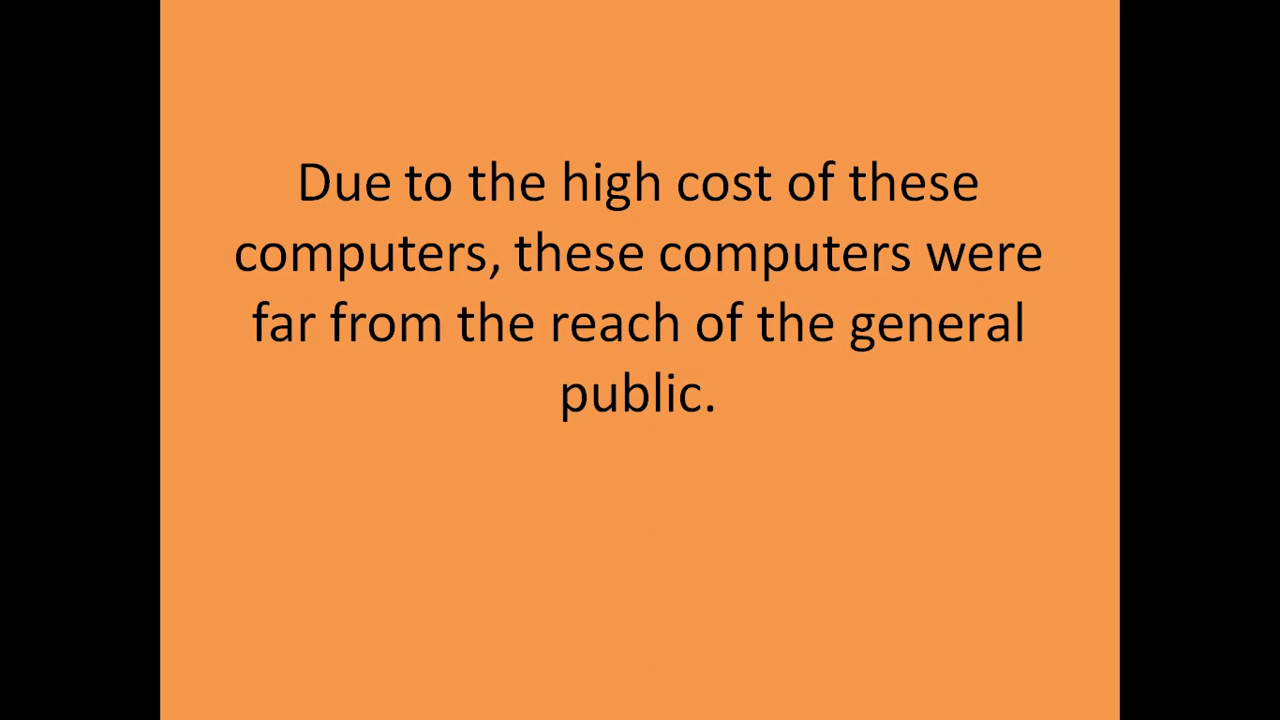 Due to the high cost of these
computers, these computers were
far from the reach of the general
public.